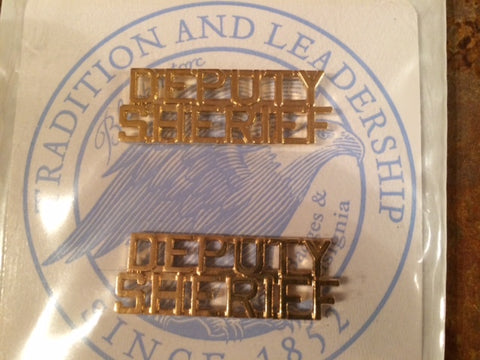 TRADITION AND LEADERSHIP
DEPUTY
SHERIFF
DEPUTY
SHERIFF
SINCE 1852